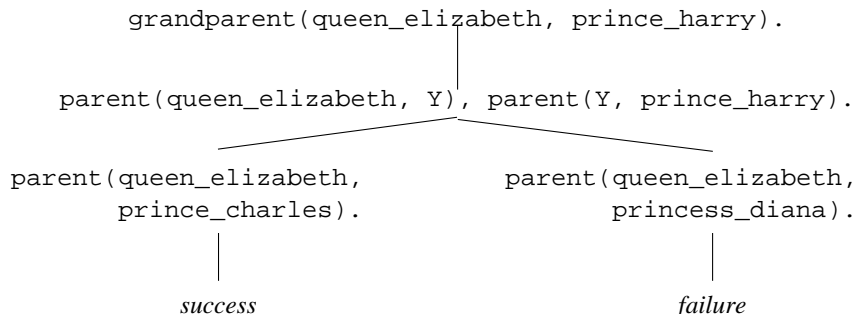 grandparent(queen_elizabeth, prince_harry).
parent(queen_elizabeth, Y), parent(Y, prince_harry).
parent(queen_elizabeth,
prince_charles).
parent(queen_elizabeth,
princess_diana).
success
failure